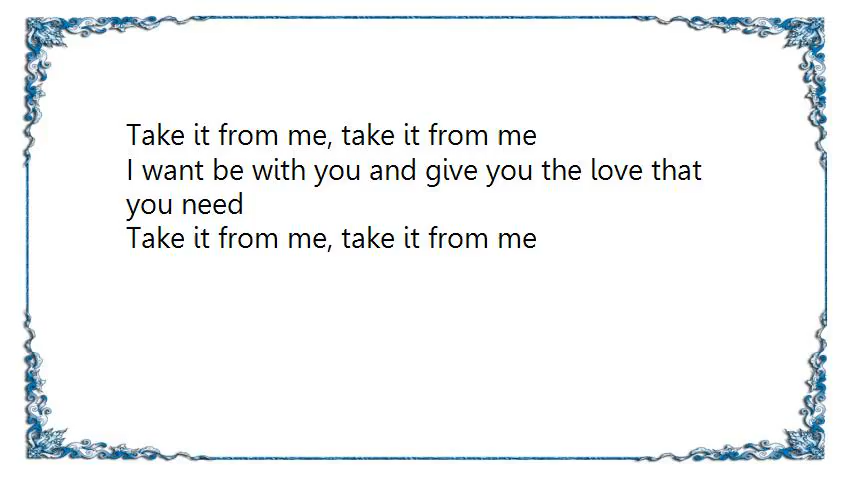 Take it from me, take it from me
I want be with you and give you the love that
you need
Take it from me, take it from me